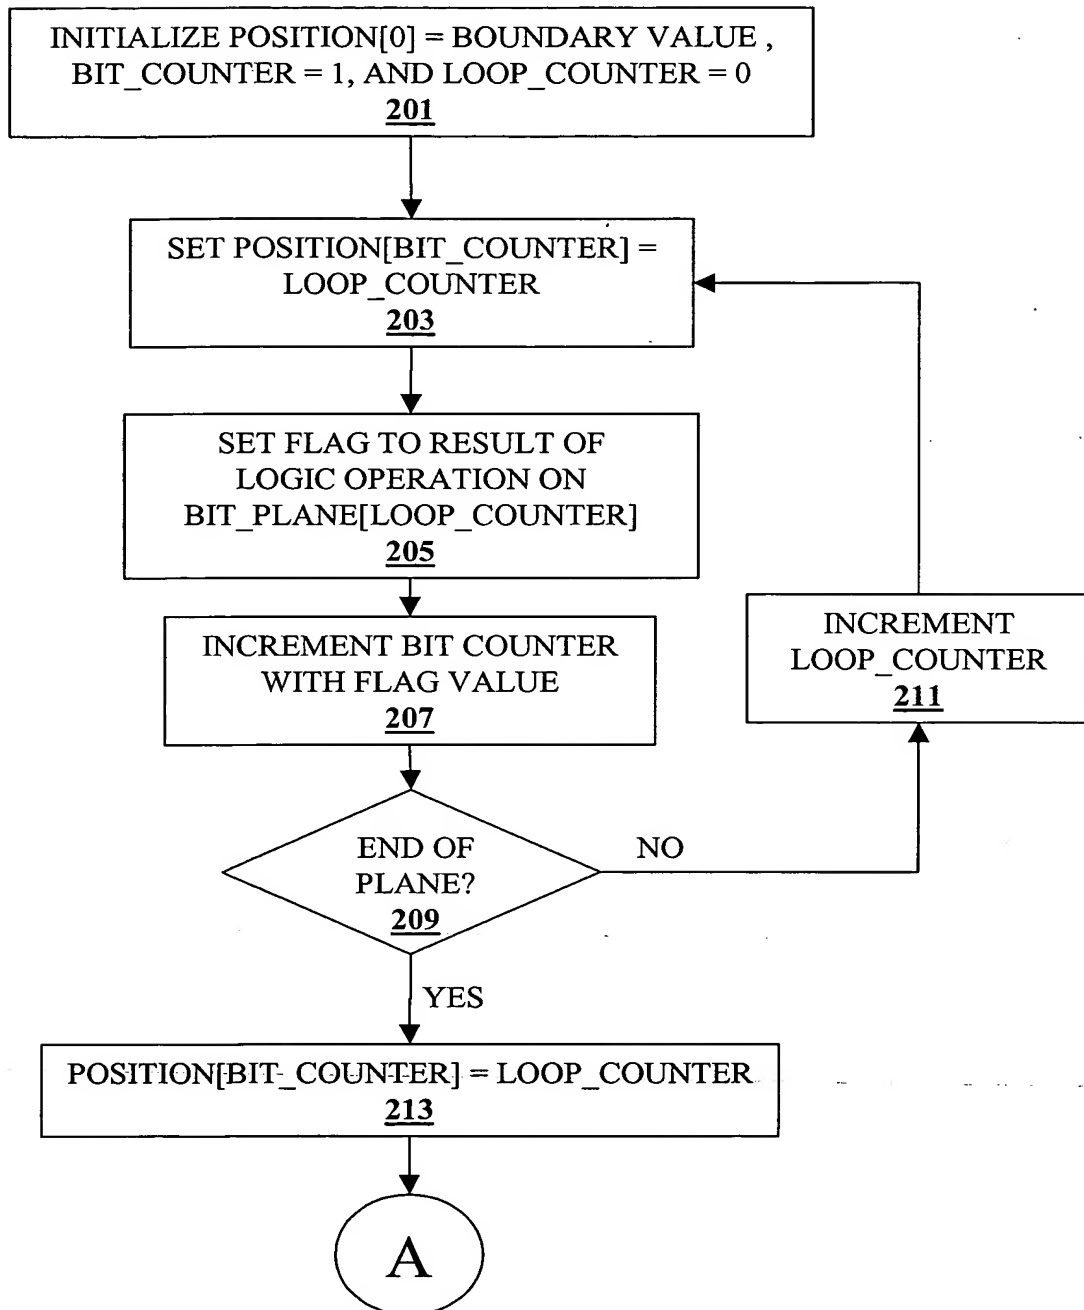 INITIALIZE POSITION[0] = BOUNDARY VALUE ,
BIT_COUNTER = 1, AND LOOP_COUNTER = 0
201
SET POSITION[BIT_COUNTER] =
LOOP_COUNTER
203
SET FLAG TO RESULT OF
LOGIC OPERATION ON
BIT_PLANE[LOOP_COUNTER]
205
INCREMENT BIT COUNTER
WITH FLAG VALUE
207
INCREMENT
LOOP_COUNTER
211
END OF
PLANE?
209
NO
YES
POSITION[BIT_COUNTER] = LOOP_COUNTER
213
A